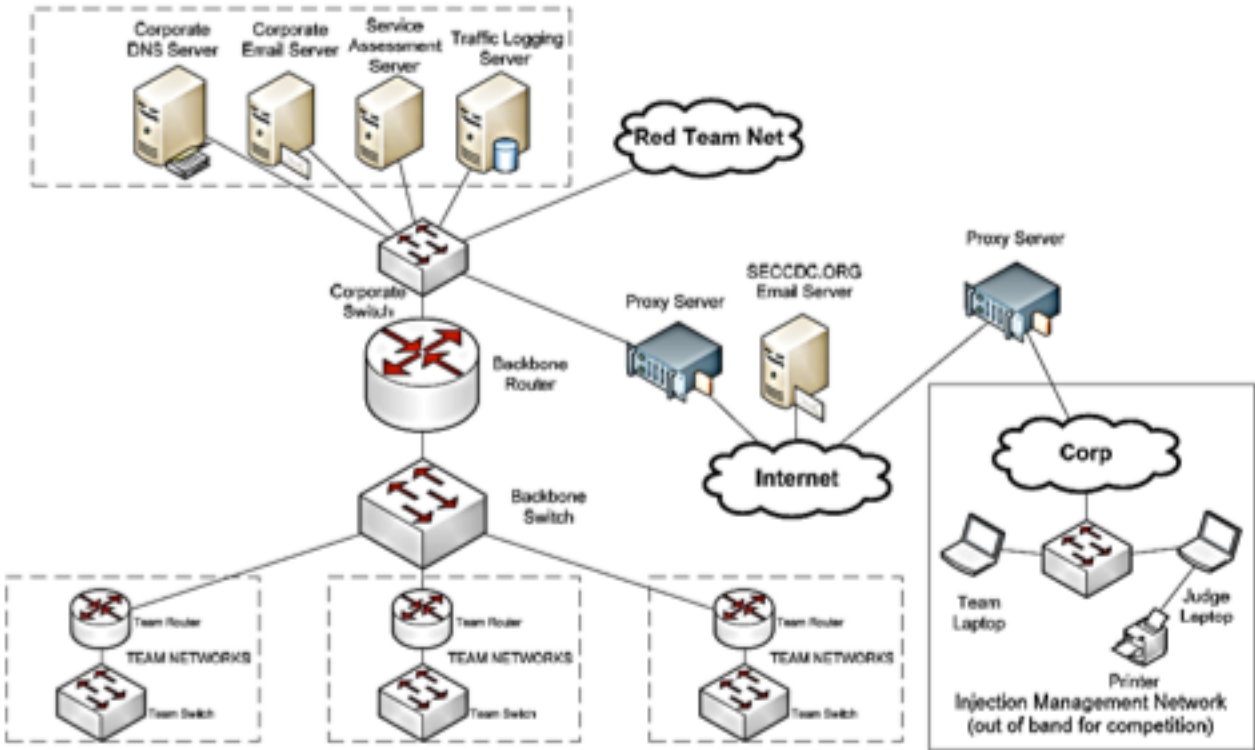 Corporate
DNS Server
Corporate
Email Server
Service
Assessment
Server
Traffic Logging
Server
Red Team Net
Corporate
Switch
Backbone
Router
Proxy Server
SECCDC.ORG
Email Server
Proxy Server
Internet
Corp
Backbone
Switch
Team
Laptop
Judge
Laptop
Printer
Injection Management Network
(out of band for competition)
Team Router
TEAM NETWORKS
Team Switch
Team Router
TEAM NETWORKS
Team Switch
Team Router
TEAM NETWORKS
Team Switch